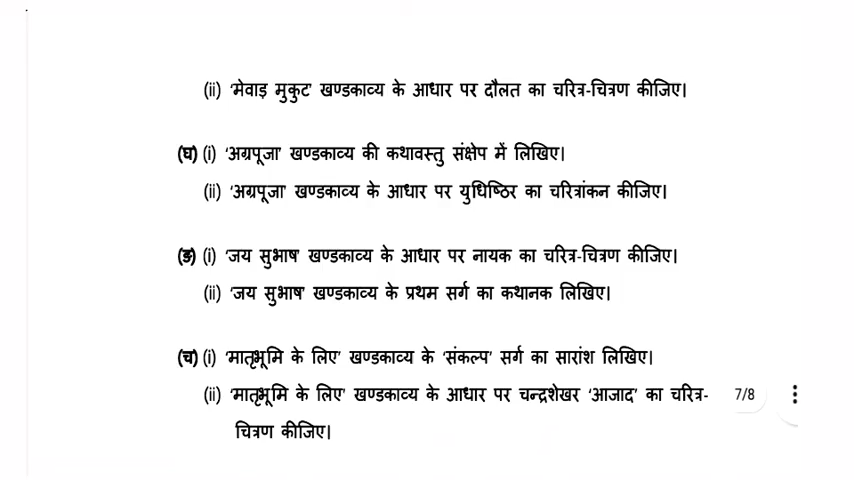 (ii) 'मेवाड़ मुकुट' खण्डकाव्य के आधार पर दौलत का चरित्र-चित्रण कीजिए।
(घ) (i) 'अग्रपूजा' खण्डकाव्य की कथावस्तु संक्षेप में लिखिए।
(ii) 'अग्रपूजा' खण्डकाव्य के आधार पर युधिष्ठिर का चरित्रांकन कीजिए।
(ङ) (i) 'जय सुभाष' खण्डकाव्य के आधार पर नायक का चरित्र-चित्रण कीजिए।
(ii) 'जय सुभाष' खण्डकाव्य के प्रथम सर्ग का कथानक लिखिए।
(च) (i) 'मातृभूमि के लिए' खण्डकाव्य के 'संकल्प' सर्ग का सारांश लिखिए।
(ii) 'मातृभूमि के लिए' खण्डकाव्य के आधार पर चन्द्रशेखर 'आजाद' का चरित्र-
चित्रण कीजिए।
7/8